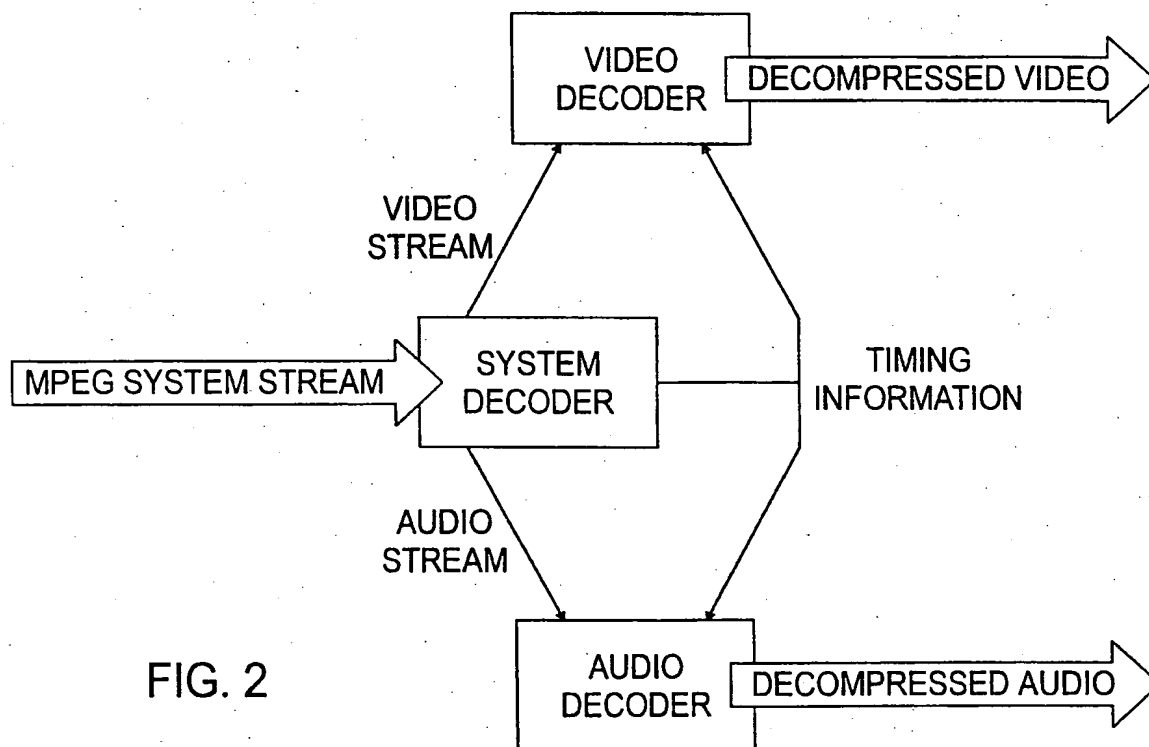 VIDEO
DECODER
DECOMPRESSED VIDEO
VIDEO
STREAM
MPEG SYSTEM STREAM
SYSTEM
DECODER
TIMING
INFORMATION
AUDIO
STREAM
AUDIO
DECODER
DECOMPRESSED AUDIO
FIG. 2